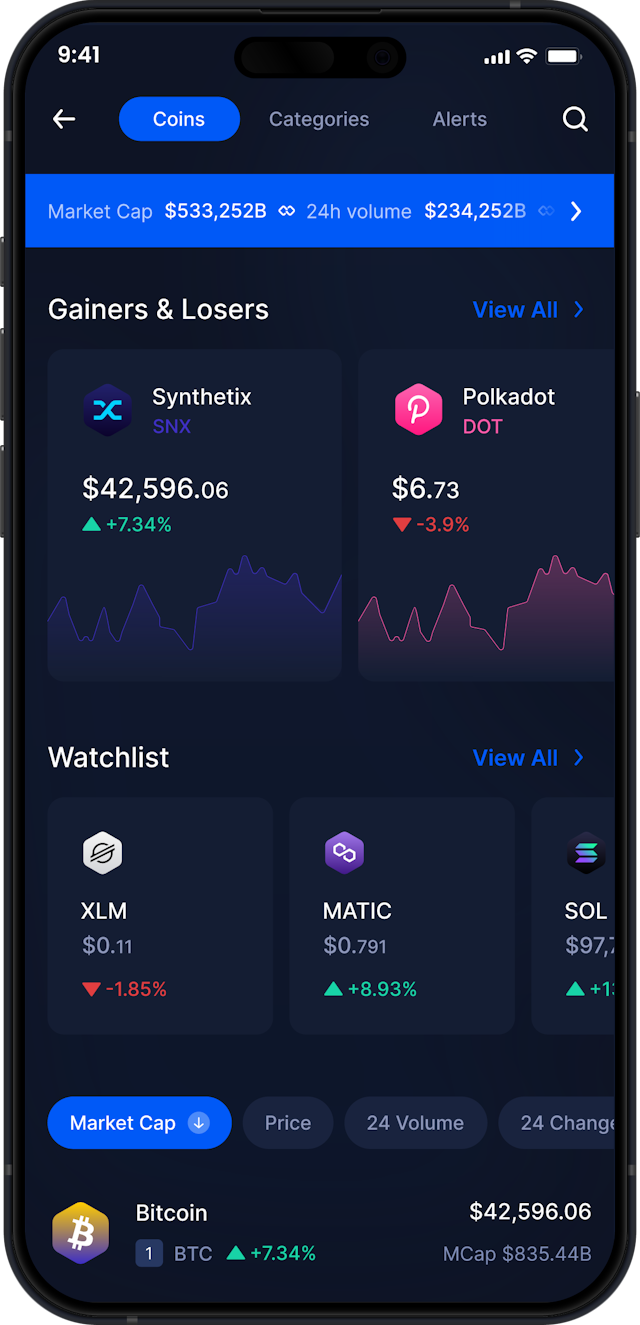 9:41
Coins Categories Alerts
Market Cap $533,252B 24h volume $234,252B
Gainers & Losers View All
Synthetix
SNX
$42,596.06
+7.34%
Polkadot
DOT
$6.73
-3.9%
Watchlist View All
XLM
$0.11
-1.85%
MATIC
$0.791
+8.93%
SOL
$97,7
+13
Market Cap Price 24 Volume 24 Change
Bitcoin $42,596.06
1 BTC +7.34% MCap $835.44B